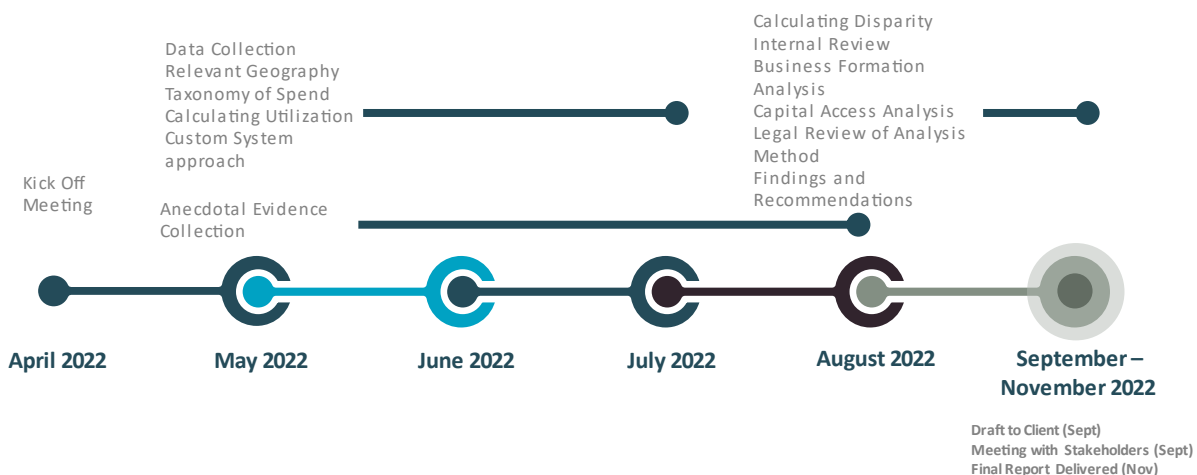 Calculating Disparity
Internal Review
Business Formation
Analysis
Capital Access Analysis
Legal Review of Analysis
Method
Findings and
Recommendations
Data Collection
Relevant Geography
Taxonomy of Spend
Calculating Utilization
Custom System
approach
Kick Off
Meeting
Anecdotal Evidence
Collection
April 2022
May 2022
June 2022
July 2022
August 2022
September –
November 2022
Draft to Client (Sept)
Meeting with Stakeholders (Sept)
Final Report Delivered (Nov)